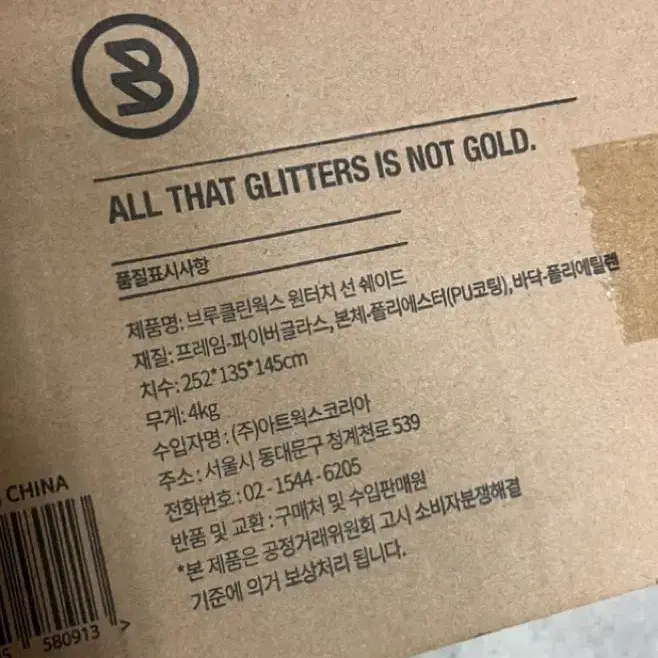 B
ALL THAT GLITTERS IS NOT GOLD.
품질표시사항
제품명: 브루클린웍스 원터치 선 쉐이드
재질: 프레임-파이버글라스, 본체-폴리에스터(PU코팅), 바닥-폴리에틸렌
치수: 252*135*145cm
무게: 4kg
수입자명 : (주)아트웍스코리아
주소 : 서울시 동대문구 청계천로 539
전화번호 : 02 - 1544 - 6205
반품 및 교환 : 구매처 및 수입판매원
*본 제품은 공정거래위원회 고시 소비자분쟁해결
기준에 의거 보상처리 됩니다.
CHINA
580913 >